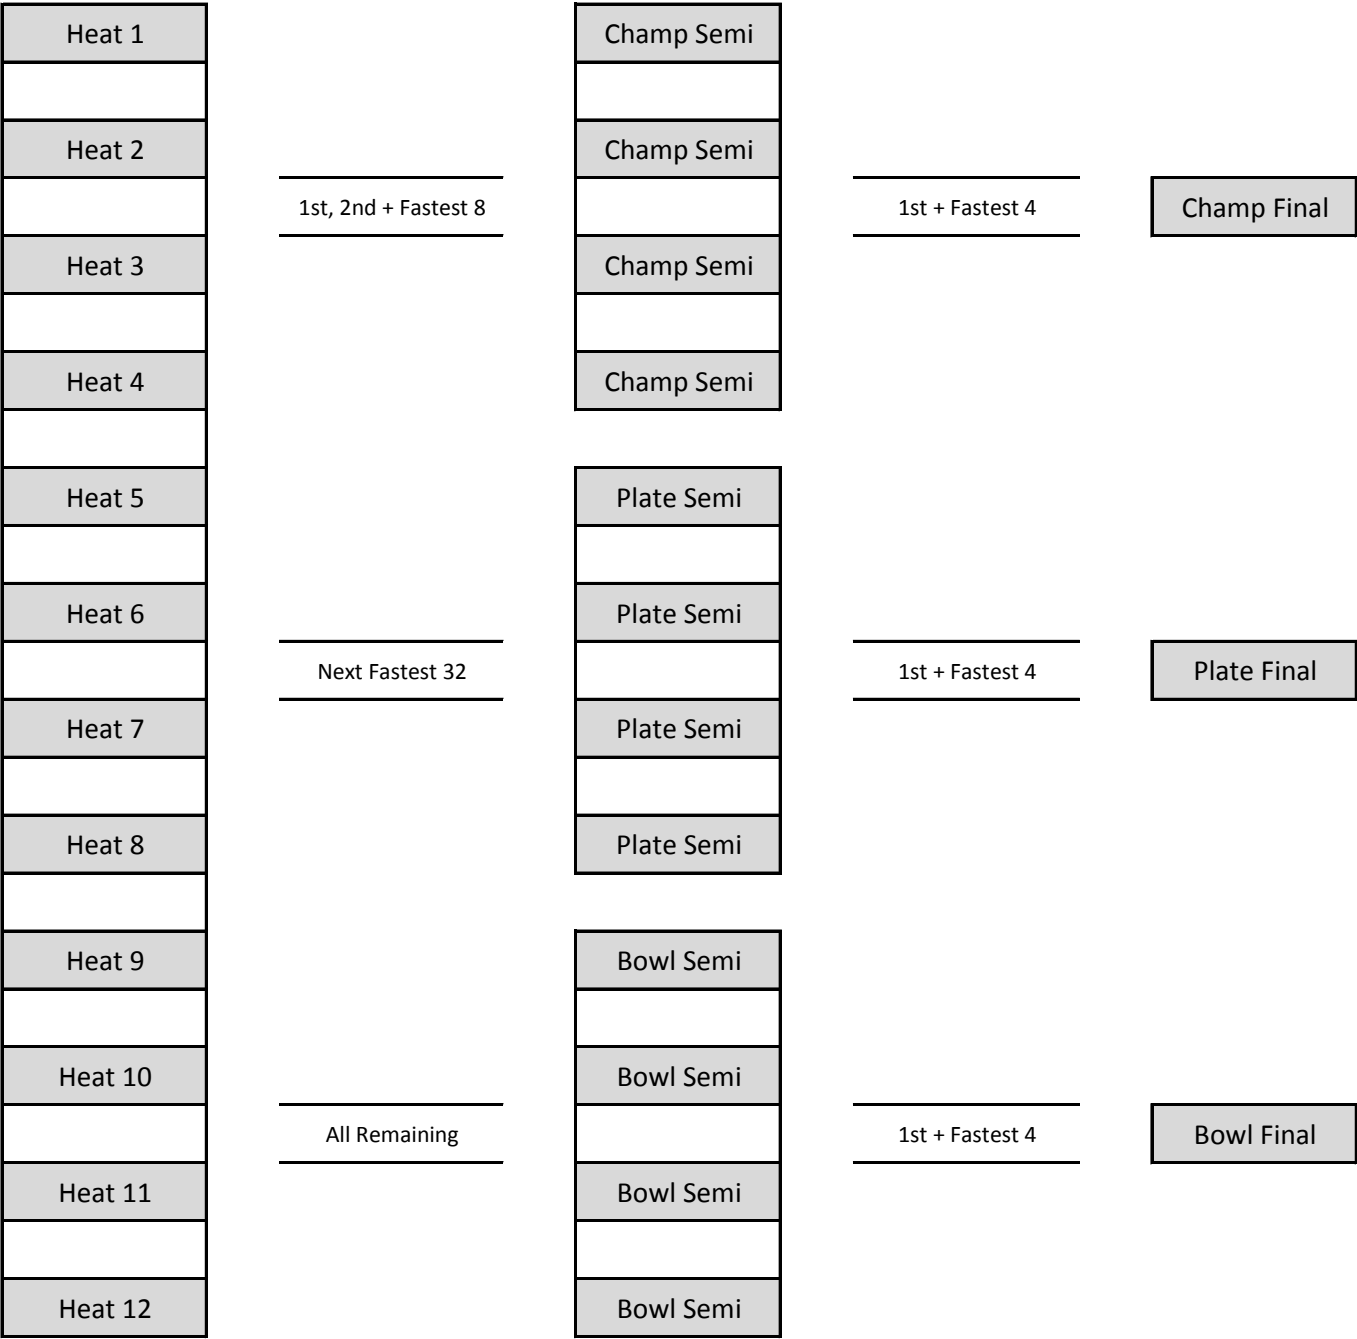 Heat 1
Champ Semi
Heat 2
Champ Semi
1st, 2nd + Fastest 8
1st + Fastest 4
Champ Final
Heat 3
Champ Semi
Heat 4
Champ Semi
Heat 5
Plate Semi
Heat 6
Plate Semi
Next Fastest 32
1st + Fastest 4
Plate Final
Heat 7
Plate Semi
Heat 8
Plate Semi
Heat 9
Bowl Semi
Heat 10
Bowl Semi
All Remaining
1st + Fastest 4
Bowl Final
Heat 11
Bowl Semi
Heat 12
Bowl Semi